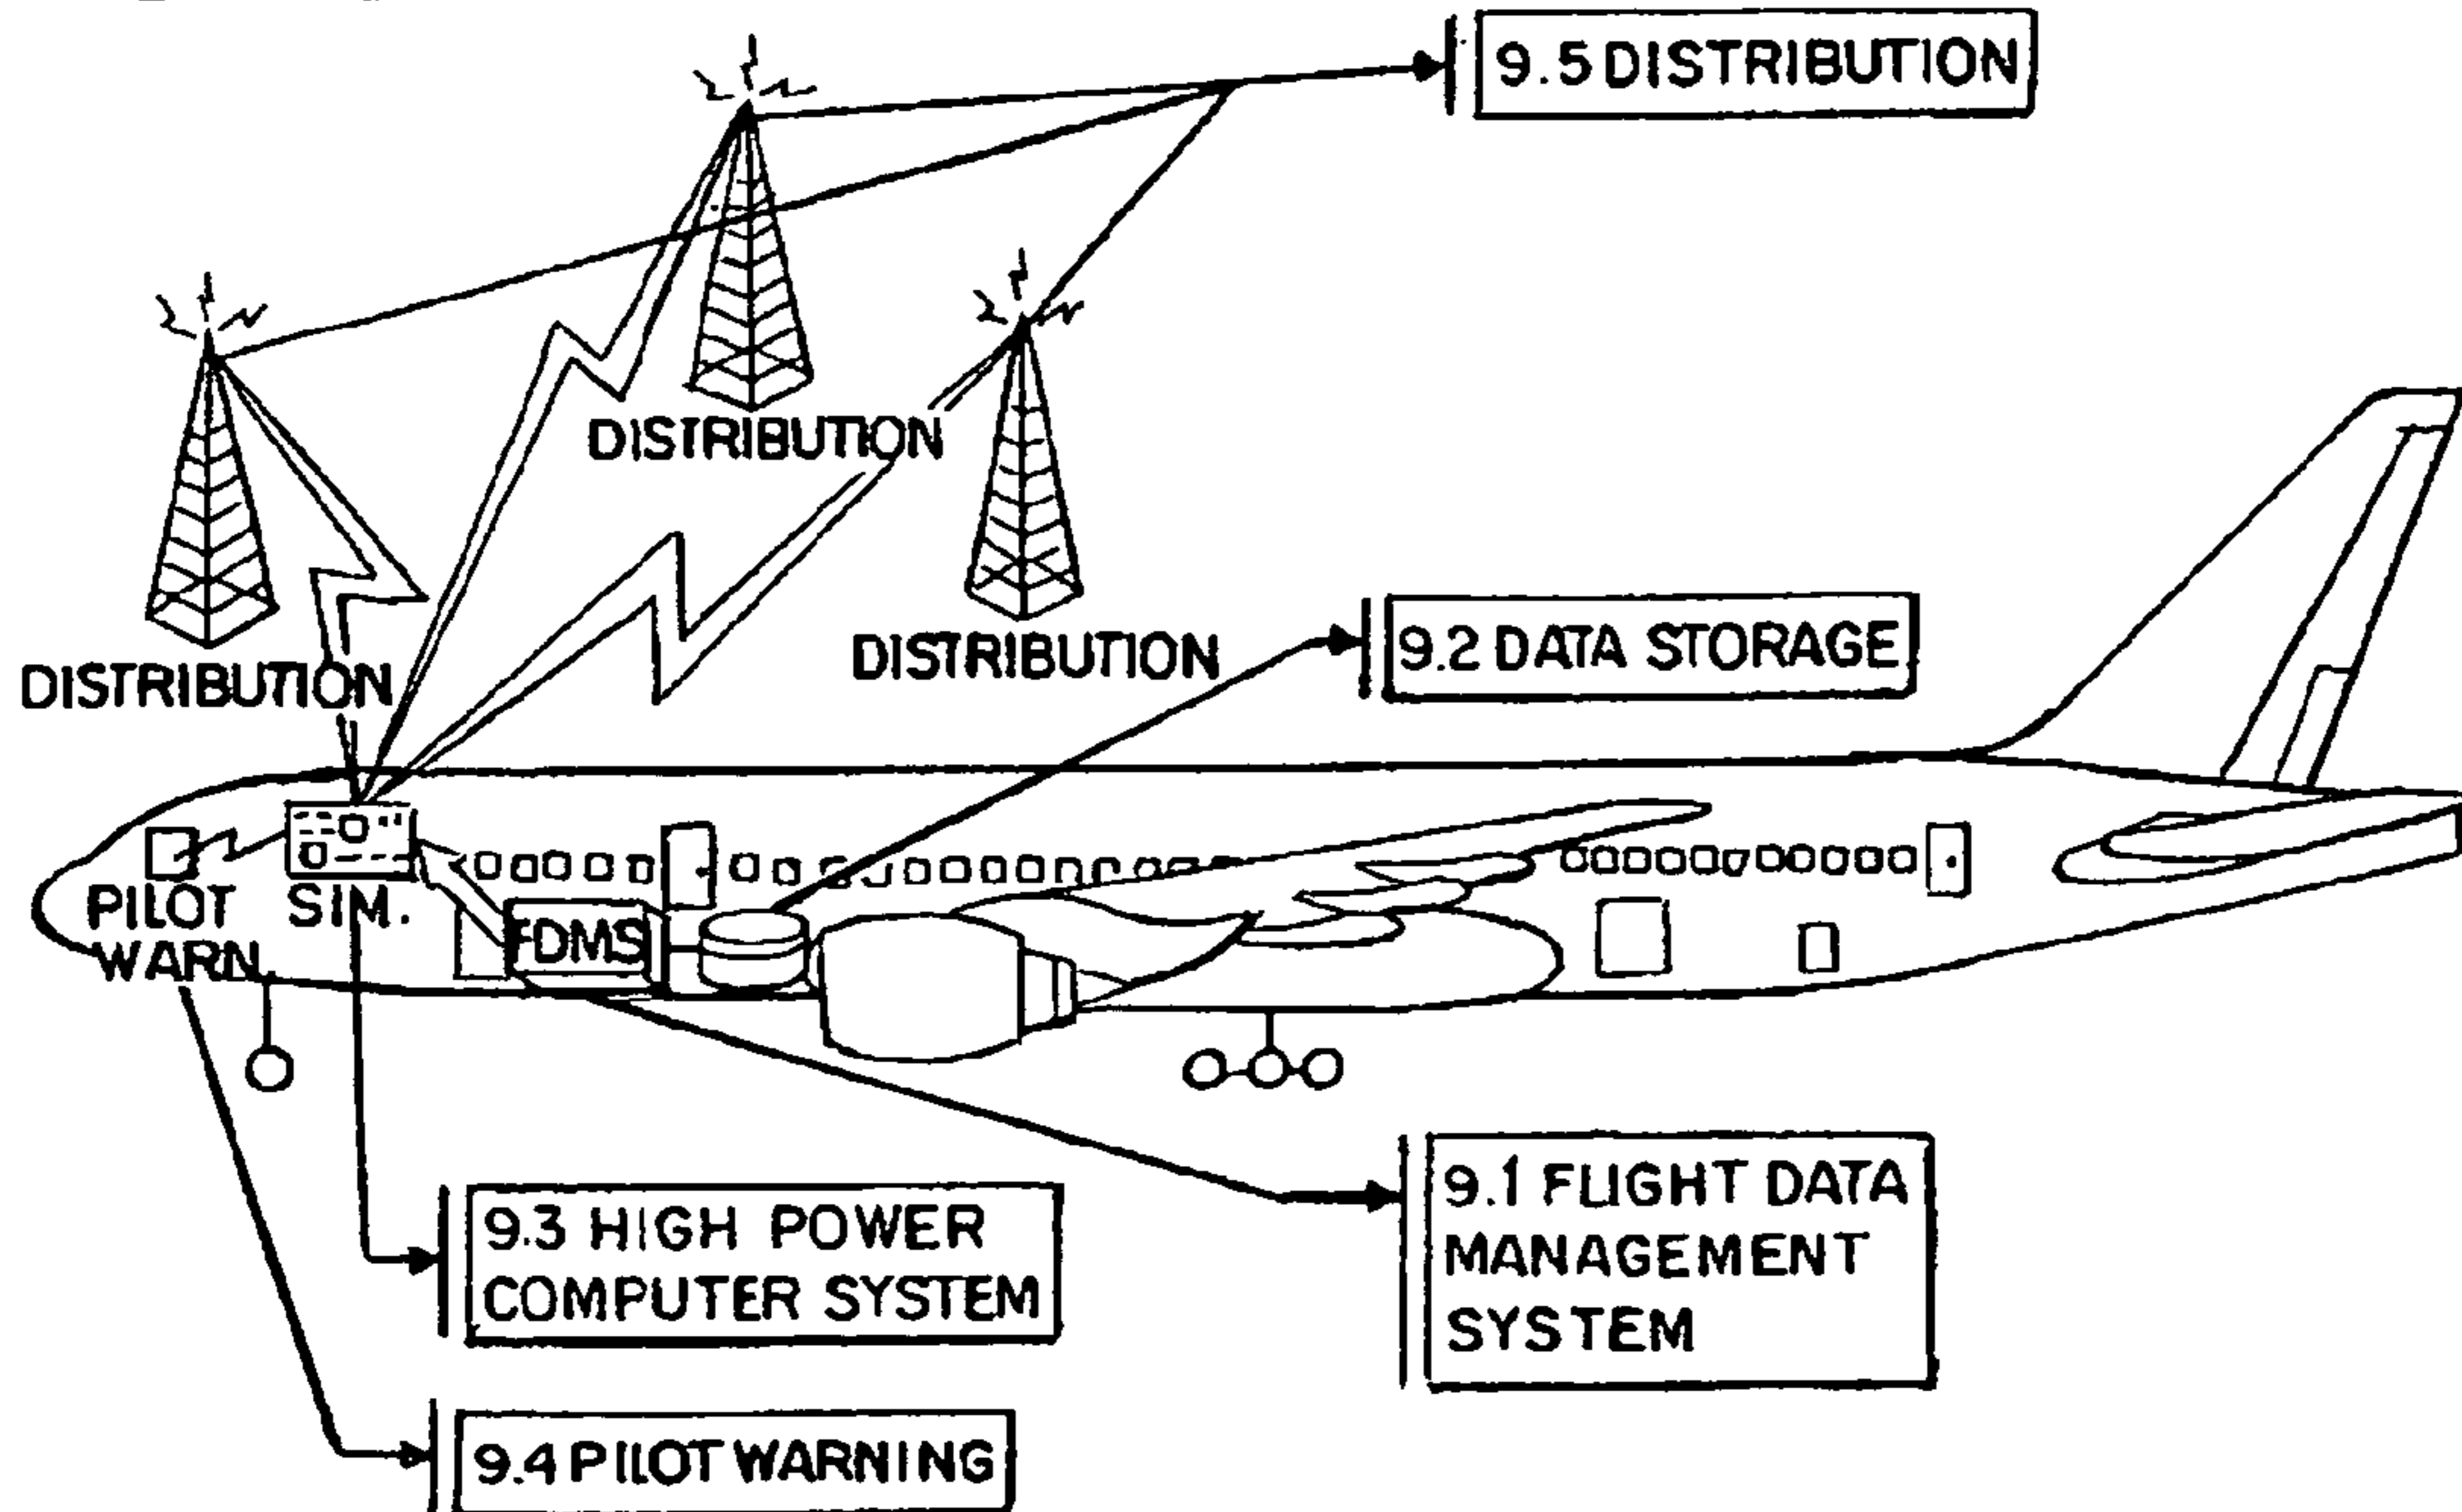 9.5 DISTRIBUTION
DISTRIBUTION
DISTRIBUTION
9.2 DATA STORAGE
DISTRIBUTION
PILOT
WARN.
SIM.
FDMS
9.1 FLIGHT DATA
MANAGEMENT
SYSTEM
9.3 HIGH POWER
COMPUTER SYSTEM
9.4 PILOT WARNING